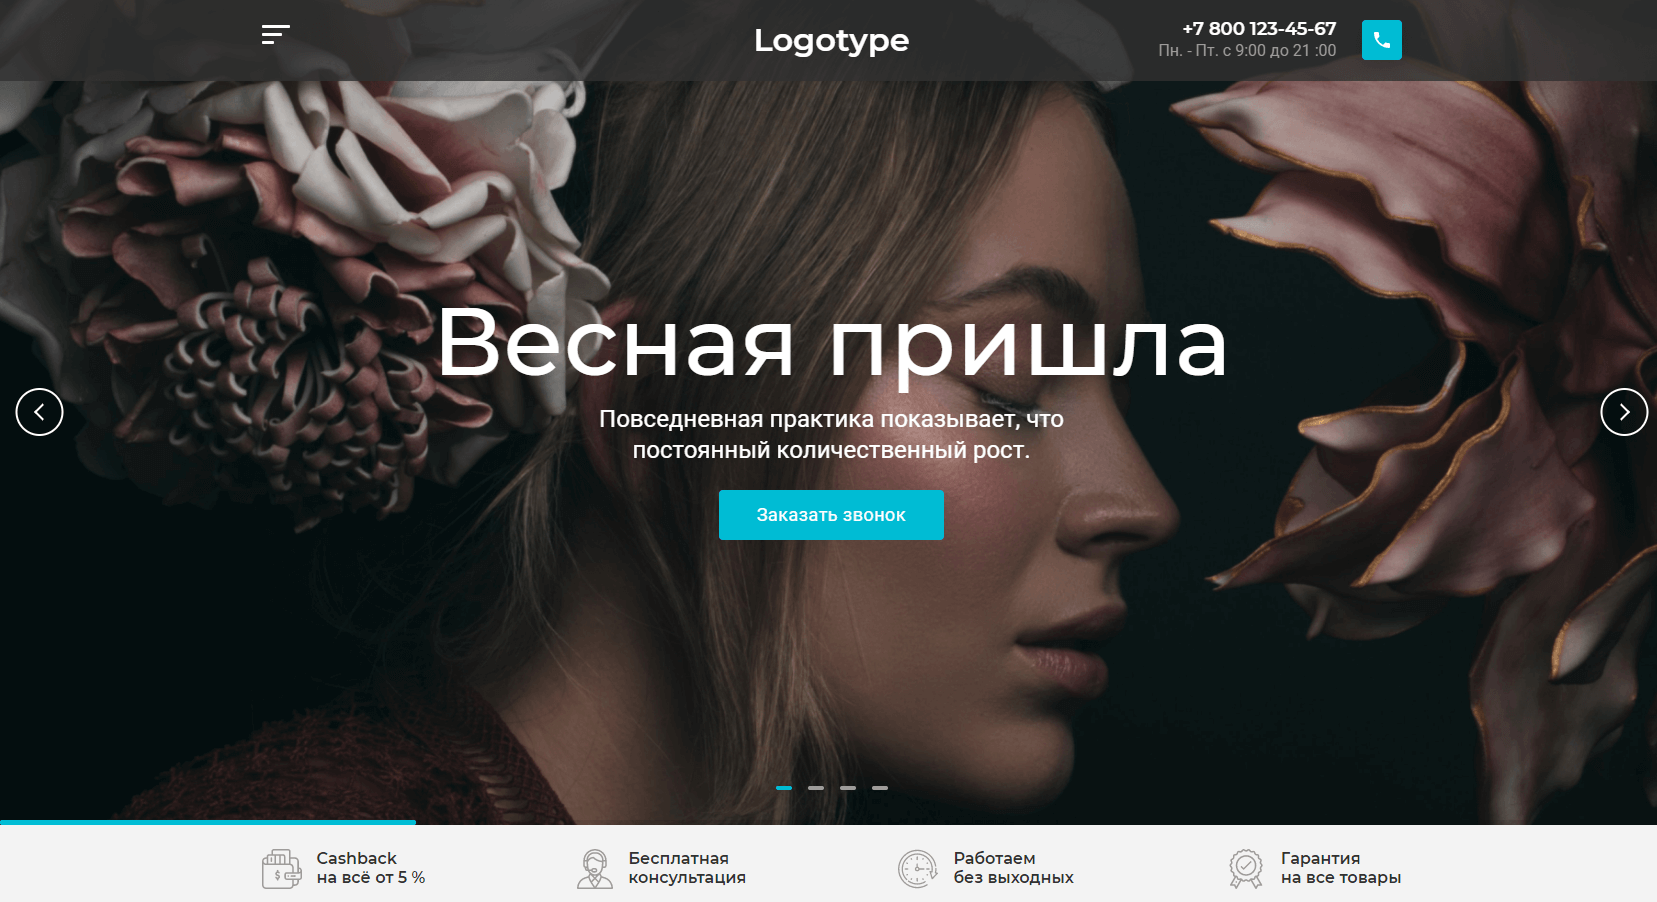 Logotype
+7 800 123-45-67
Пн. - Пт. с 9:00 до 21 :00
Весная пришла
Повседневная практика показывает, что
постоянный количественный рост.
Заказать звонок
Cashback
на всё от 5 %
Бесплатная
консультация
Работаем
без выходных
Гарантия
на все товары